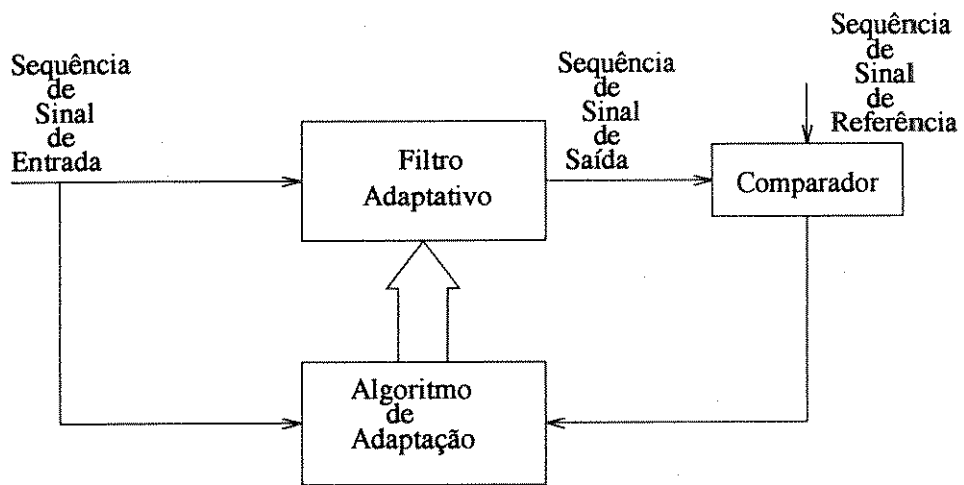 Sequência
de
Sinal
de
Entrada
Filtro
Adaptativo
Sequência
de
Sinal
de
Saída
Sequência
de
Sinal
de
Referência
Comparador
Algoritmo
de
Adaptação